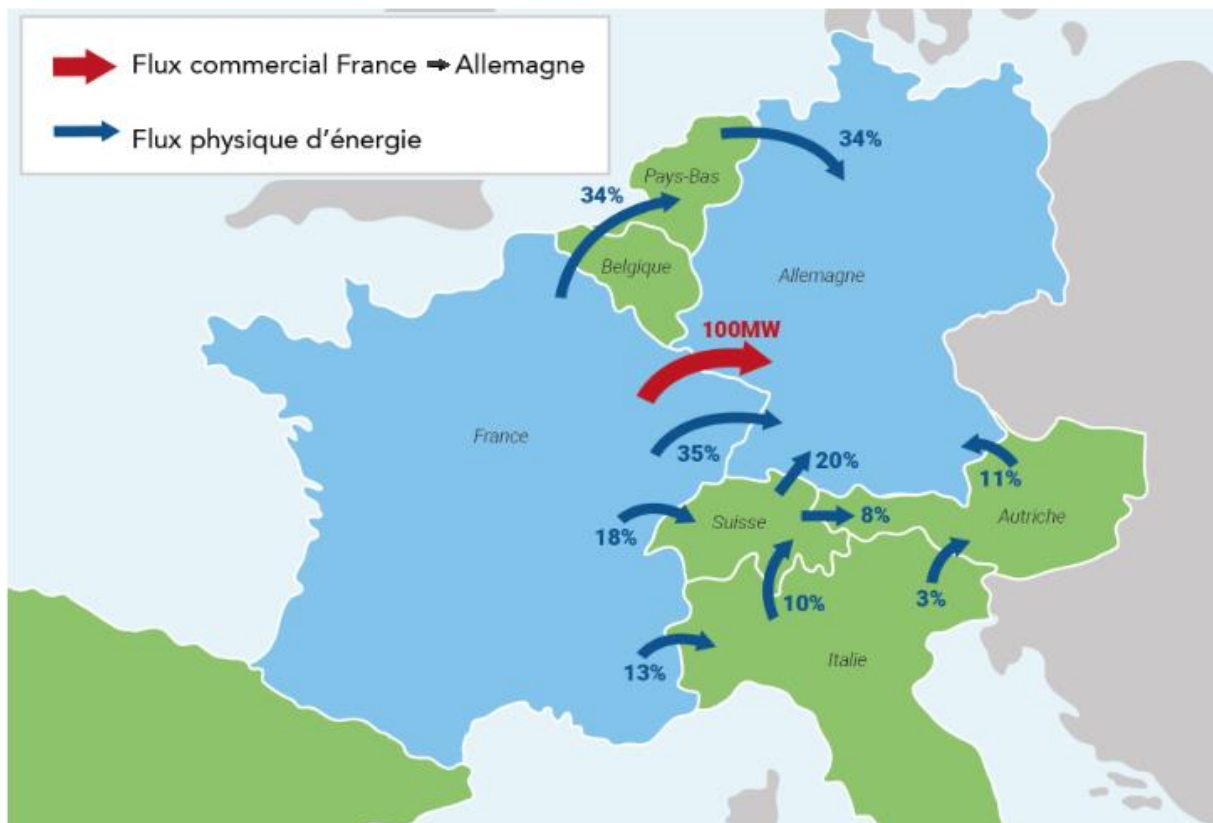 Flux commercial France ➡ Allemagne
Flux physique d'énergie
34%
Pays-Bas
34%
Belgique
Allemagne
100MW
France
35%
20%
11%
18%
Suisse
8%
Autriche
10%
3%
13%
Italie